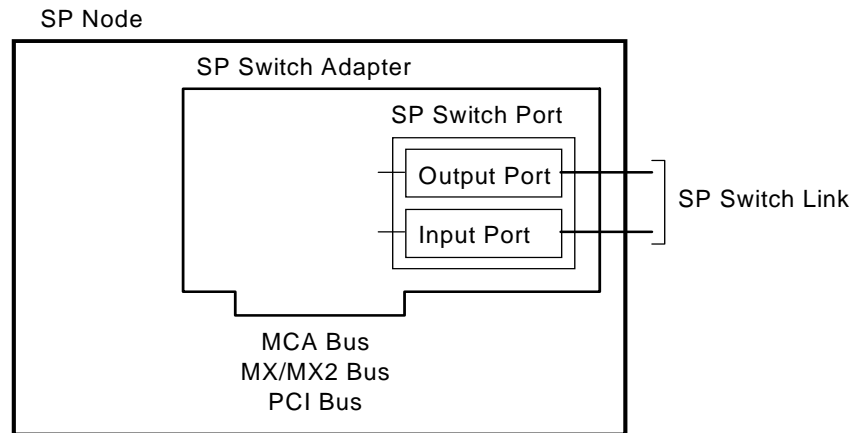 SP Node
SP Switch Adapter
SP Switch Port
Output Port
SP Switch Link
Input Port
MCA Bus
MX/MX2 Bus
PCI Bus